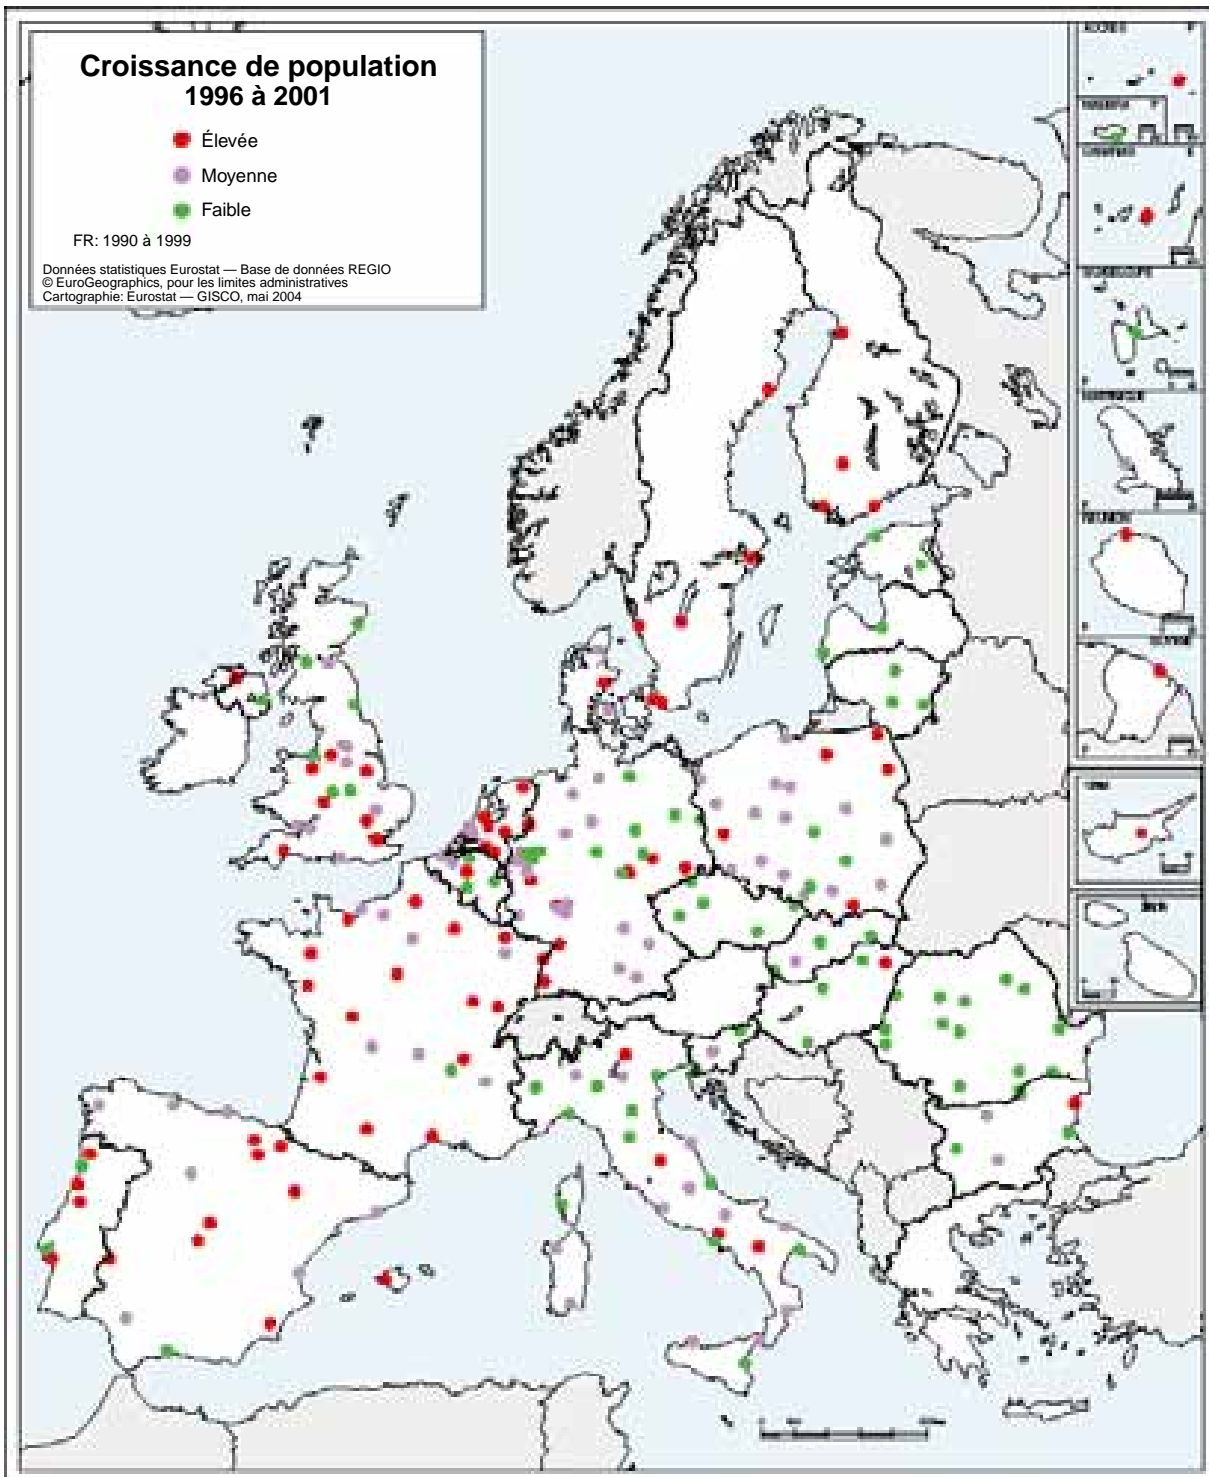 Croissance de population
1996 à 2001
Élevée
Moyenne
Faible
FR: 1990 à 1999
Données statistiques Eurostat — Base de données REGIO
© EuroGeographics, pour les limites administratives
Cartographie: Eurostat — GISCO, mai 2004
GUADELOUPE